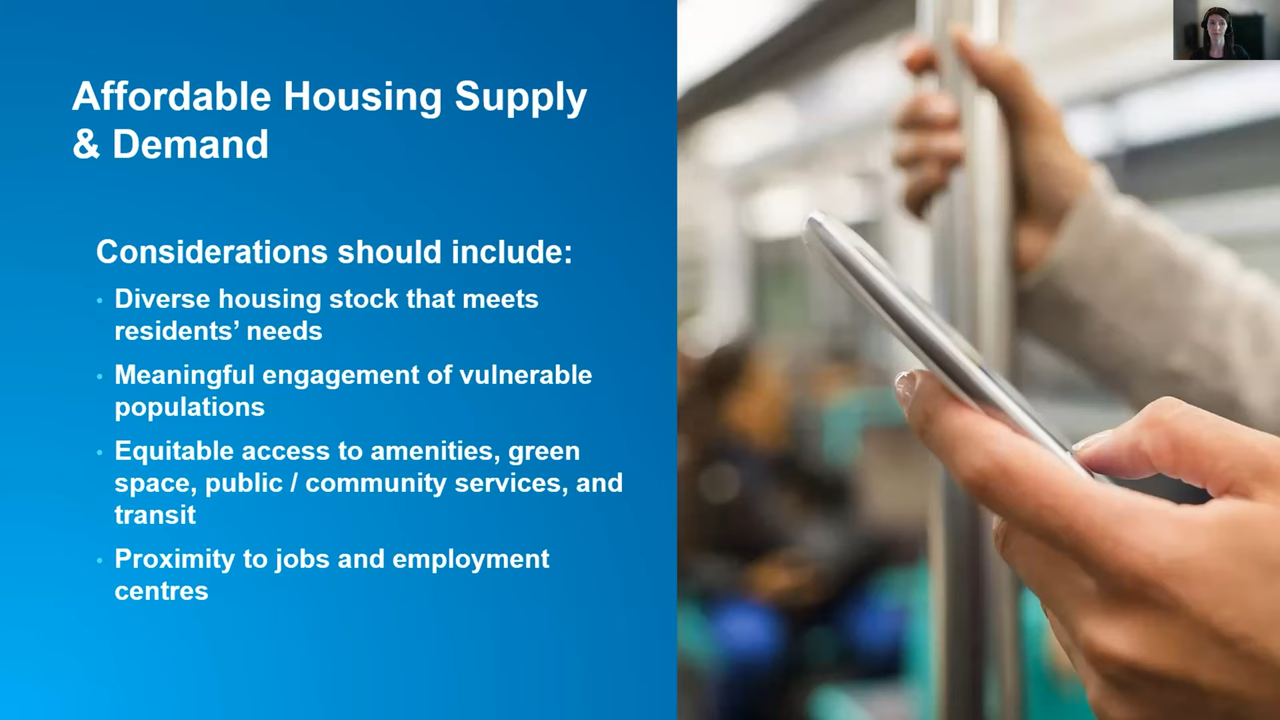 Affordable Housing Supply
& Demand
Considerations should include:
• Diverse housing stock that meets
residents’ needs
• Meaningful engagement of vulnerable
populations
• Equitable access to amenities, green
space, public / community services, and
transit
• Proximity to jobs and employment
centres